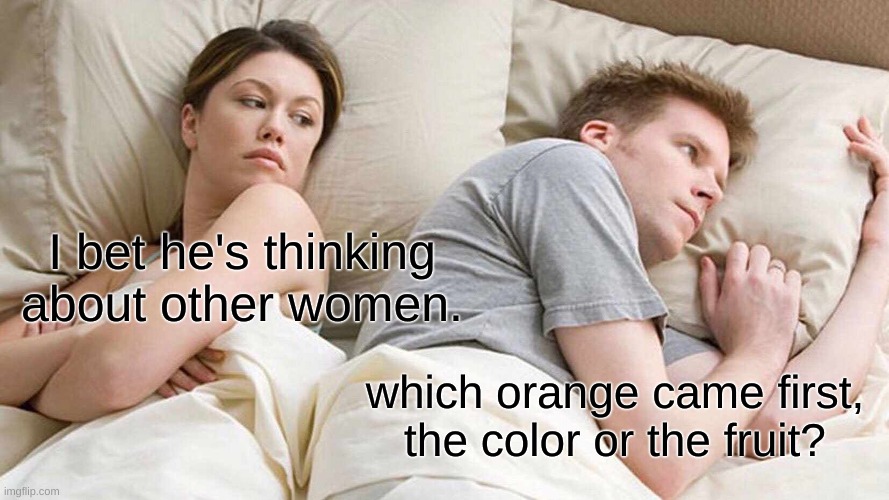 I bet he's thinking
about other women.
which orange came first,
the color or the fruit?
imgflip.com